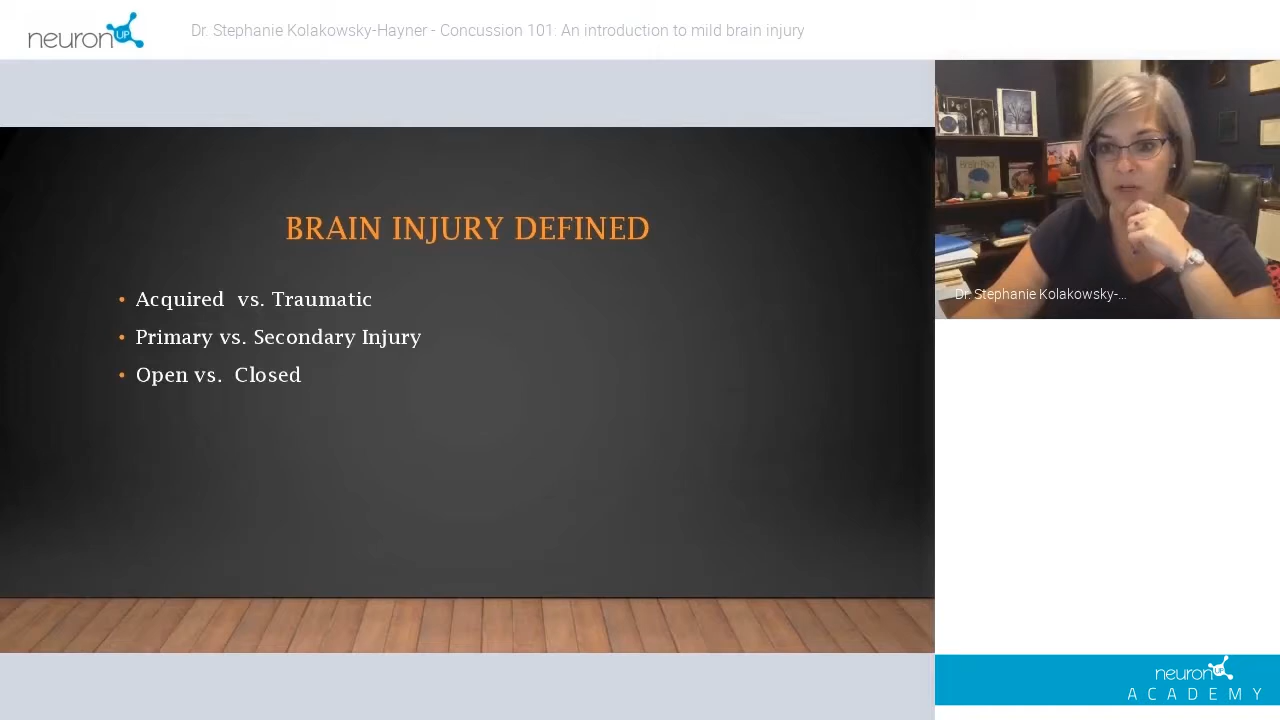 neuronUP
Dr. Stephanie Kolakowsky-Hayner - Concussion 101: An introduction to mild brain injury
BRAIN INJURY DEFINED
• Acquired vs. Traumatic
• Primary vs. Secondary Injury
• Open vs. Closed
Dr. Stephanie Kolakowsky-...
neuronUP
ACADEMY